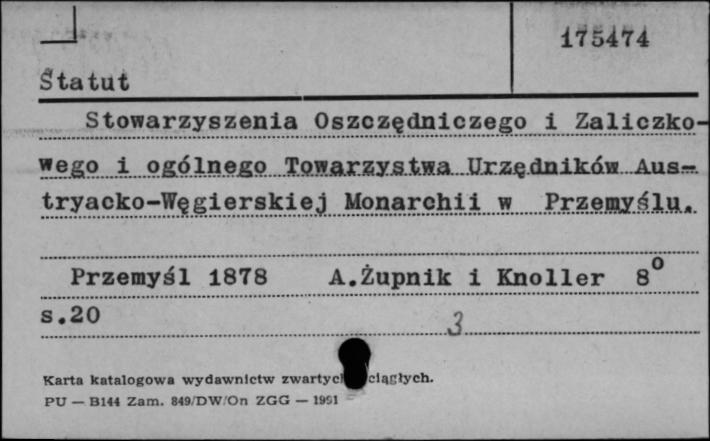 175474
Statut
Stowarzyszenia Oszczędniczego i Zaliczko-
wego i ogólnego Towarzystwa Urzędników Aus-
tryacko-Węgierskiej Monarchii w Przemyślu.
Przemyśl 1878 A.Żupnik i Knoller 8°
s.20
3
Karta katalogowa wydawnictw zwartych ciągłych.
PU — B144 Zam. 849/DW/On ZGG — 1951